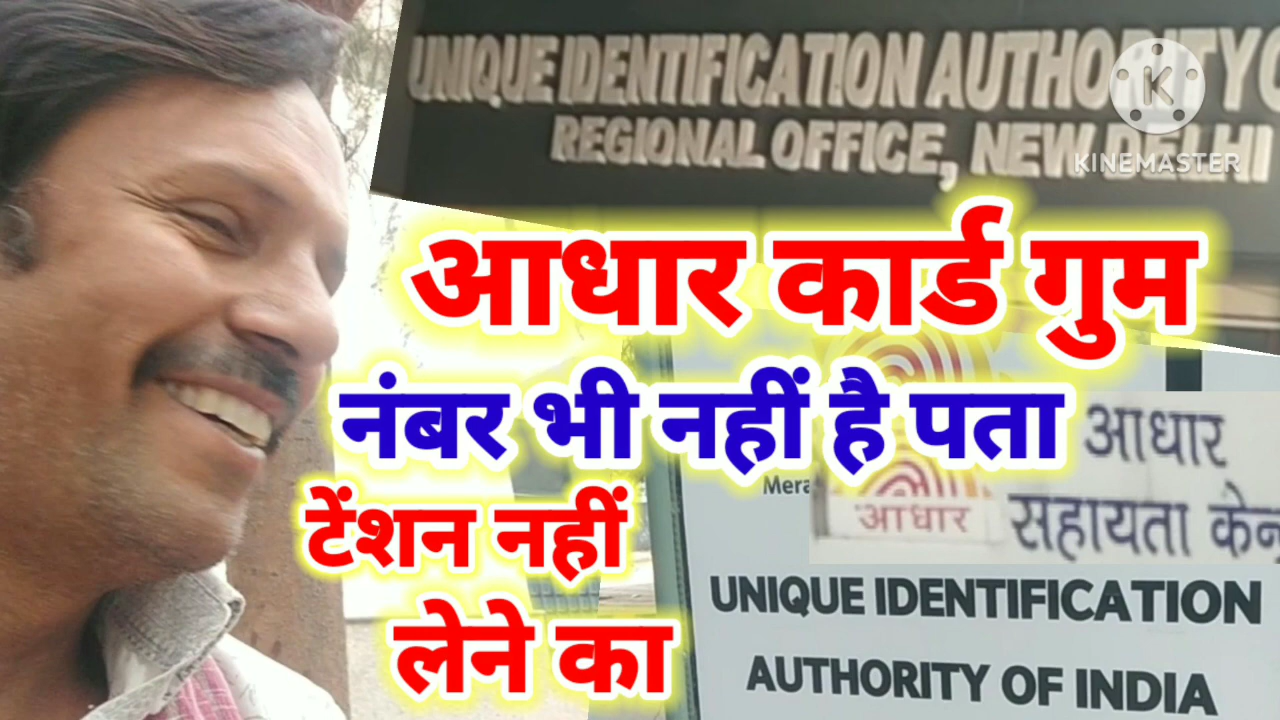 UNIQUE IDENTIFICATION AUTHORITY
REGIONAL OFFICE, NEW DELHI
KINEMASTER
आधार कार्ड गुम
नंबर भी नहीं है पता
टेंशन नहीं
लेने का
आधार
सहायता
Mera
आधार
UNIQUE IDENTIFICATION
AUTHORITY OF INDIA